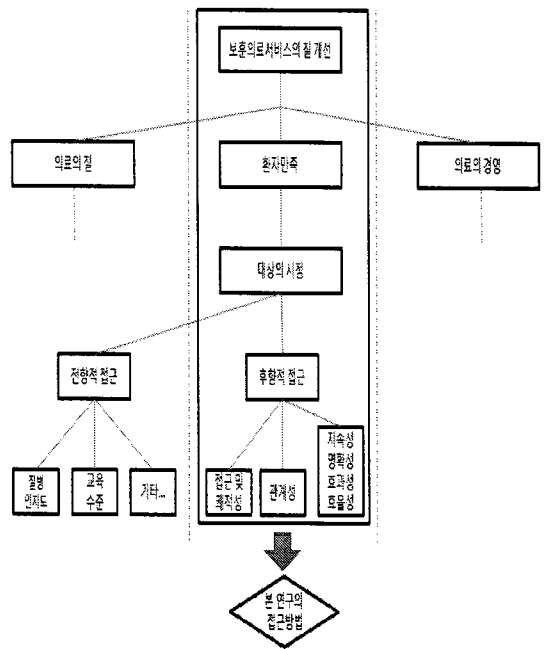 보훈의료서비스의 질 개선
의료의 질
환자만족
의료의 경영
대상의 시점
전향적 접근
후향적 접근
질병
인지도
교육
수준
기타...
접근 및
쾌적성
관계성
지속성
명확성
효과성
효율성
본 연구의
접근방법